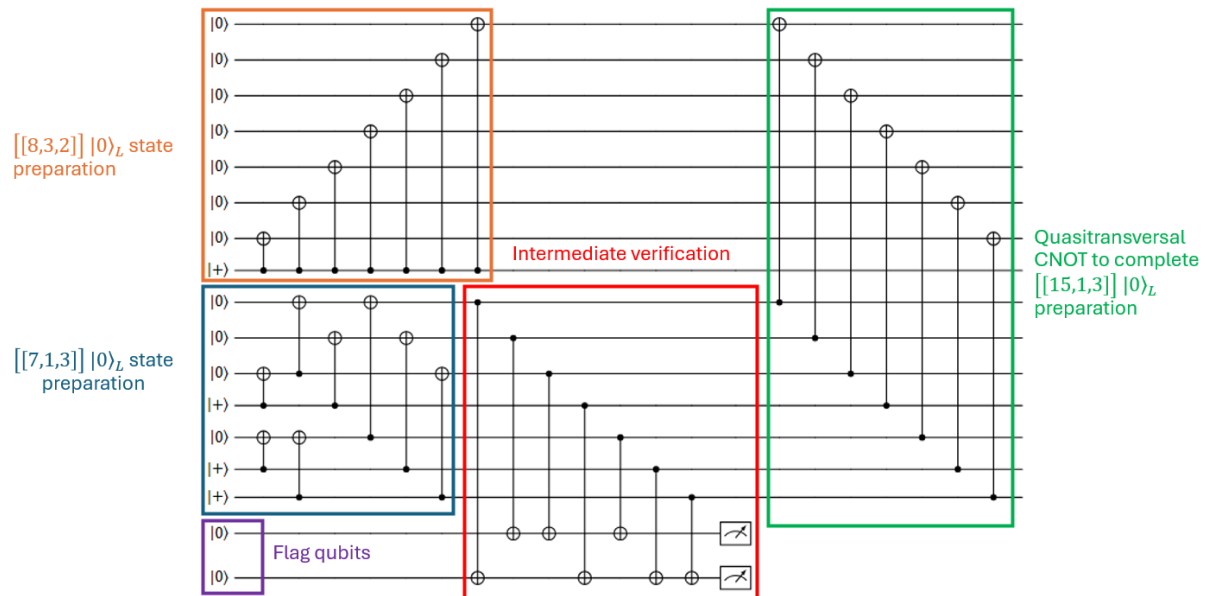 |0⟩
|0⟩
|0⟩
|0⟩
[[8,3,2]] |0⟩_L state
preparation
|0⟩
|0⟩
|0⟩
|+⟩
Intermediate verification
Quasitransversal
CNOT to complete
[[15,1,3]] |0⟩_L
preparation
|0⟩
|0⟩
[[7,1,3]] |0⟩_L state
preparation
|0⟩
|+⟩
|0⟩
|+⟩
|+⟩
|0⟩
Flag qubits
|0⟩